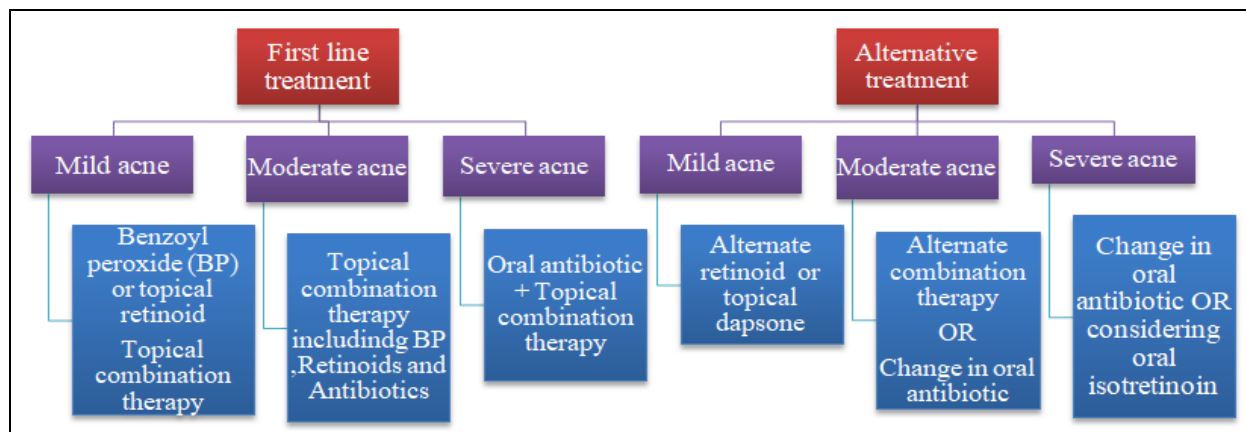 First line
treatment
Mild acne
Benzoyl
peroxide (BP)
or topical
retinoid
Topical
combination
therapy
Moderate acne
Topical
combination
therapy
includindg BP
,Retinoids and
Antibiotics
Severe acne
Oral antibiotic
+ Topical
combination
therapy
Alternative
treatment
Mild acne
Alternate
retinoid or
topical
dapsone
Moderate acne
Alternate
combination
therapy
OR
Change in oral
antibiotic
Severe acne
Change in
oral
antibiotic OR
considering
oral
isotretinoin